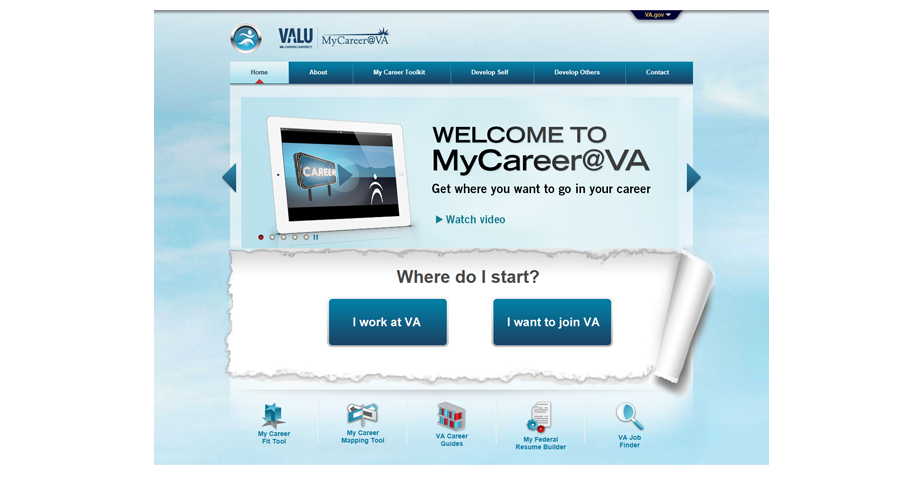 VA.gov
VALU
VA LEARNING UNIVERSITY
MyCareer@VA
Home
About
My Career Toolkit
Develop Self
Develop Others
Contact
CAREER
WELCOME TO
MyCareer@VA
Get where you want to go in your career
Watch video
Where do I start?
I work at VA
I want to join VA
My Career
Fit Tool
My Career
Mapping Tool
VA Career
Guides
My Federal
Resume Builder
VA Job
Finder